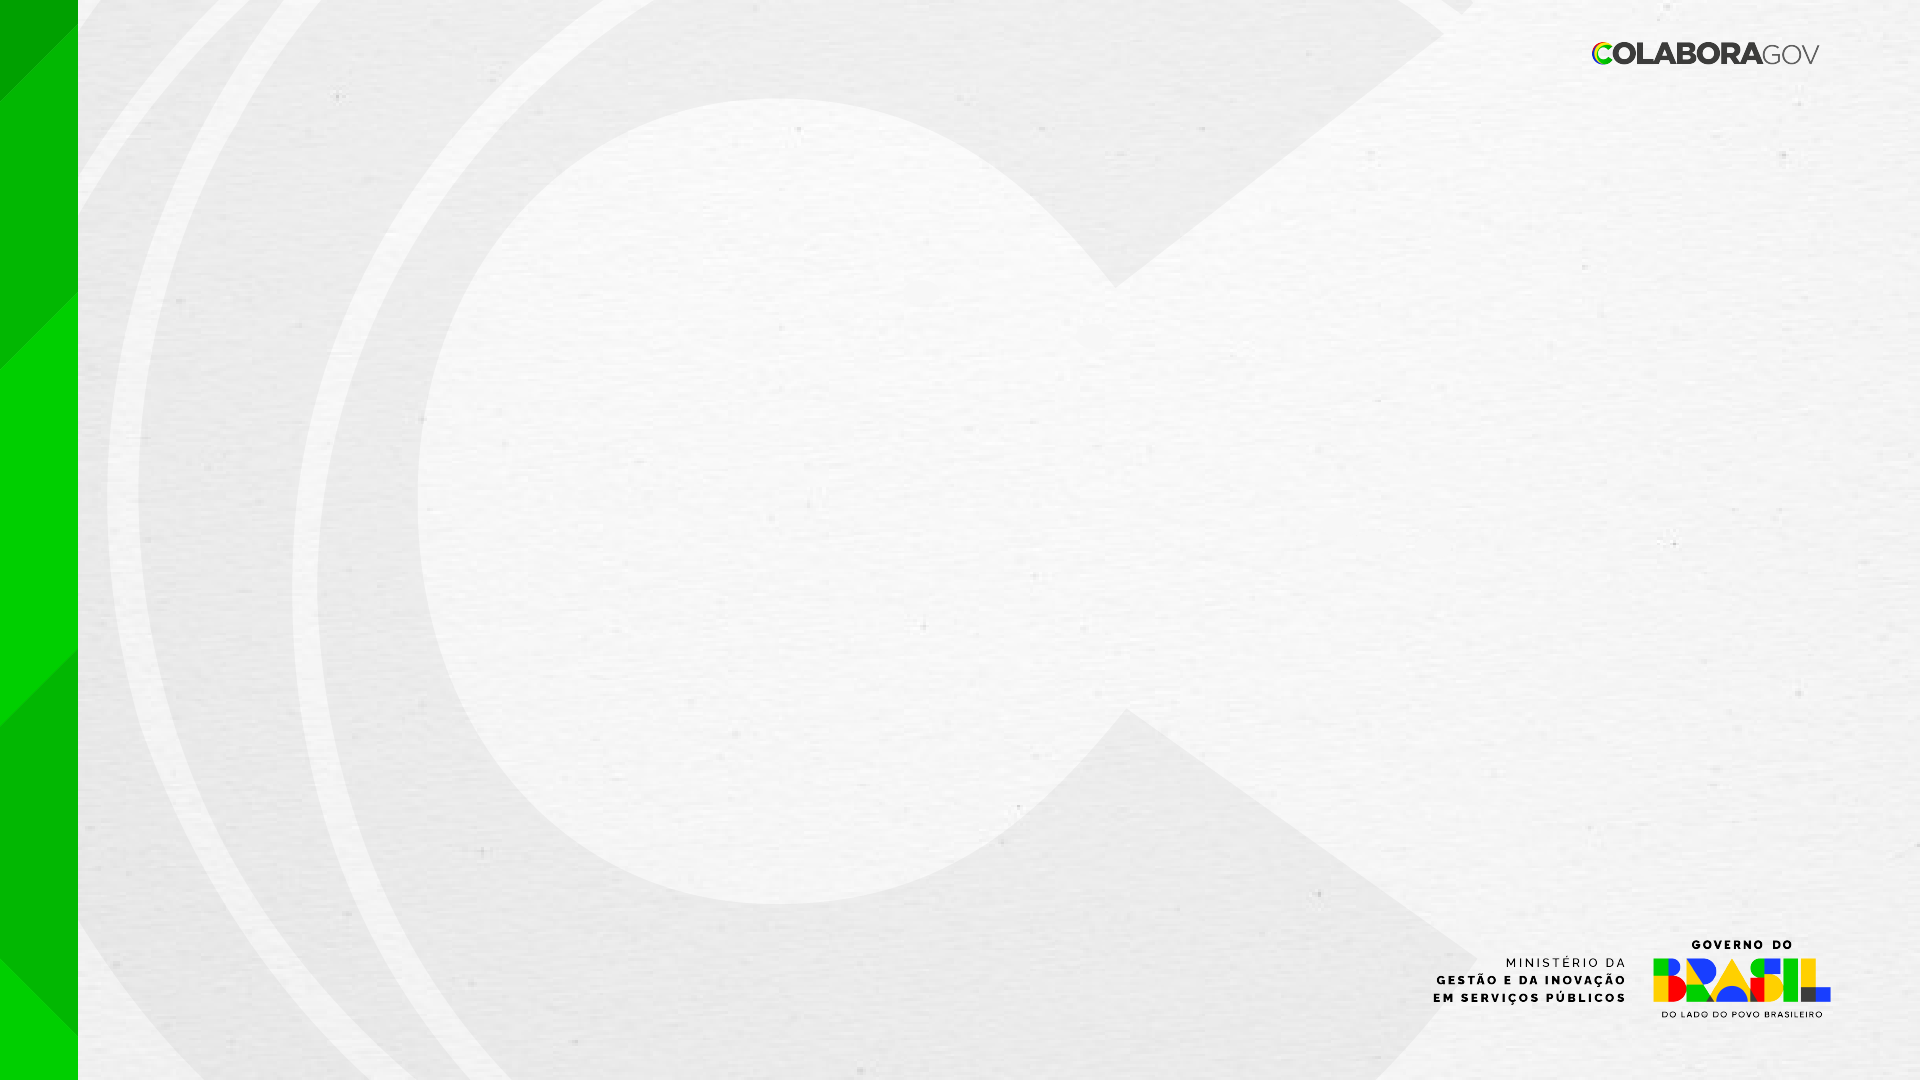 COLABORAGOV
MINISTÉRIO DA
GESTÃO E DA INOVAÇÃO
EM SERVIÇOS PÚBLICOS
GOVERNO DO
BRASIL
DO LADO DO POVO BRASILEIRO